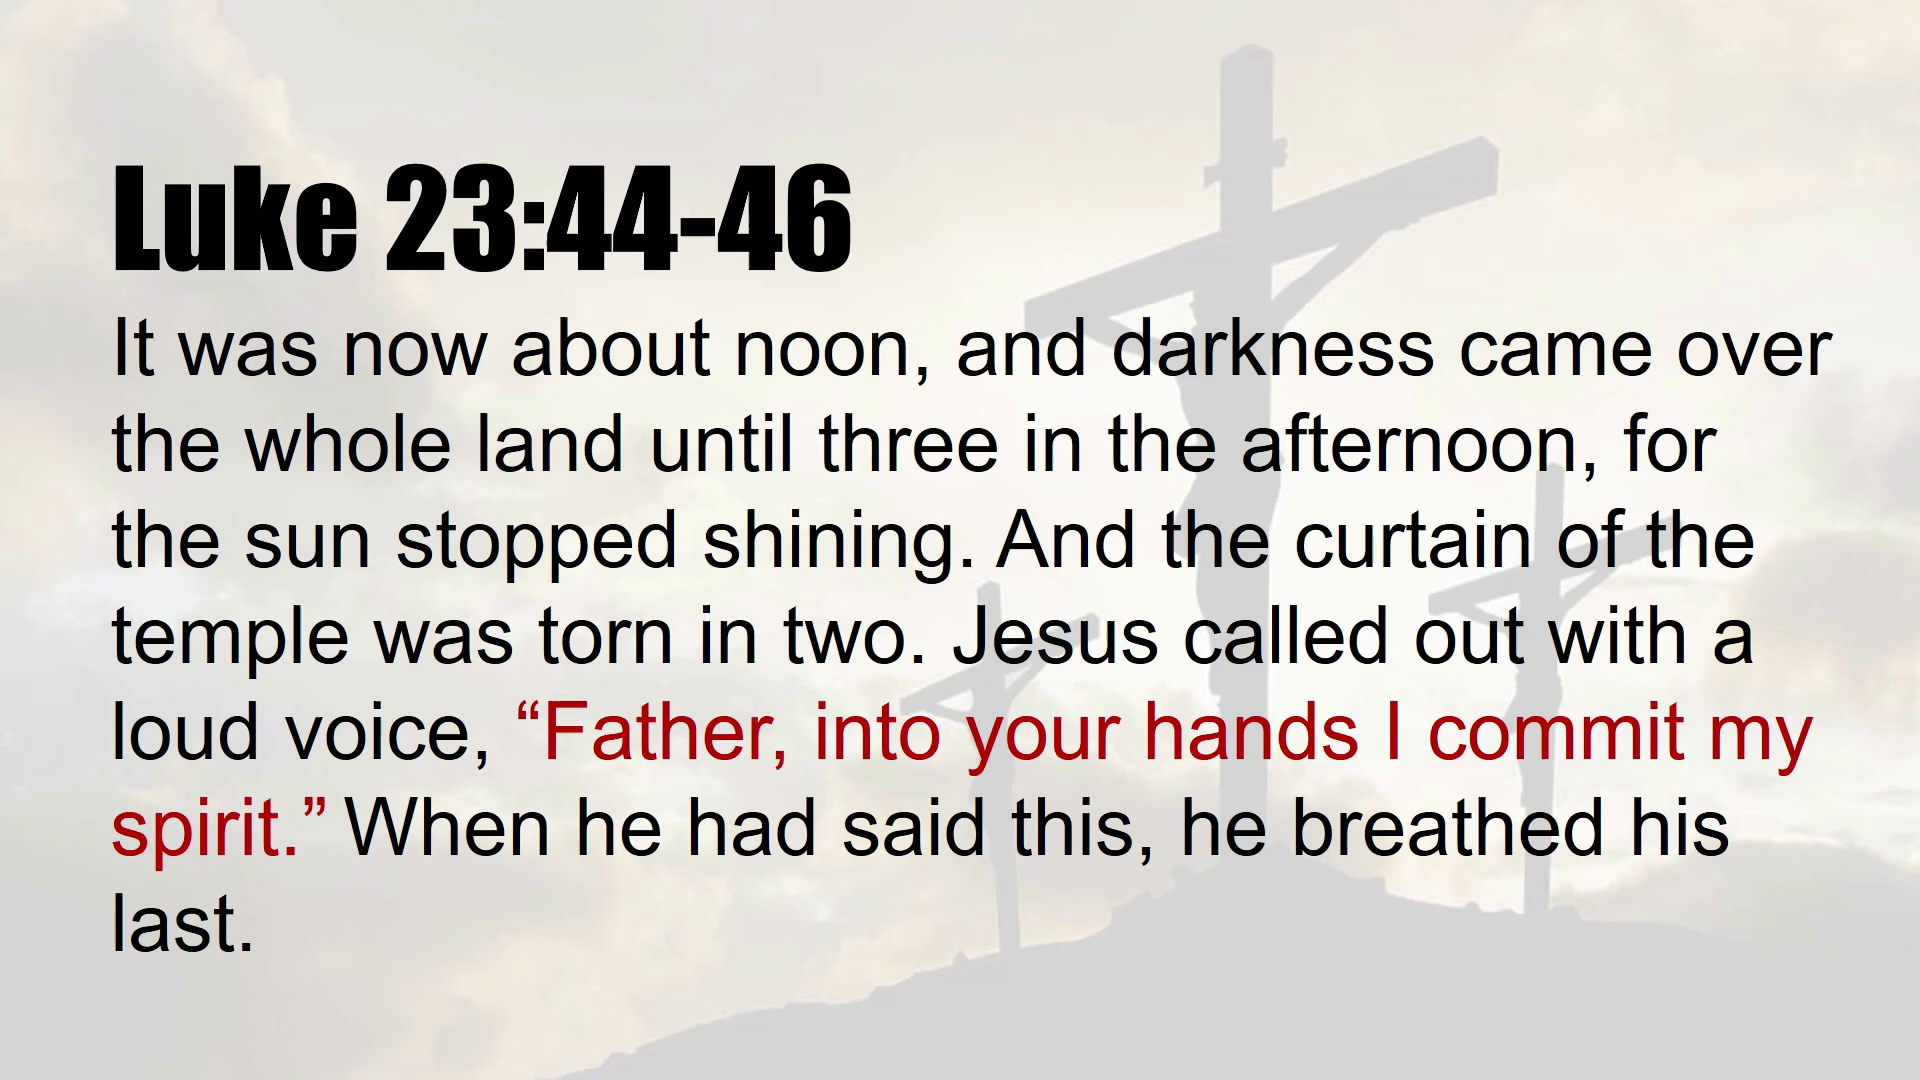 Luke 23:44-46
It was now about noon, and darkness came over
the whole land until three in the afternoon, for
the sun stopped shining. And the curtain of the
temple was torn in two. Jesus called out with a
loud voice, “Father, into your hands I commit my
spirit.” When he had said this, he breathed his
last.